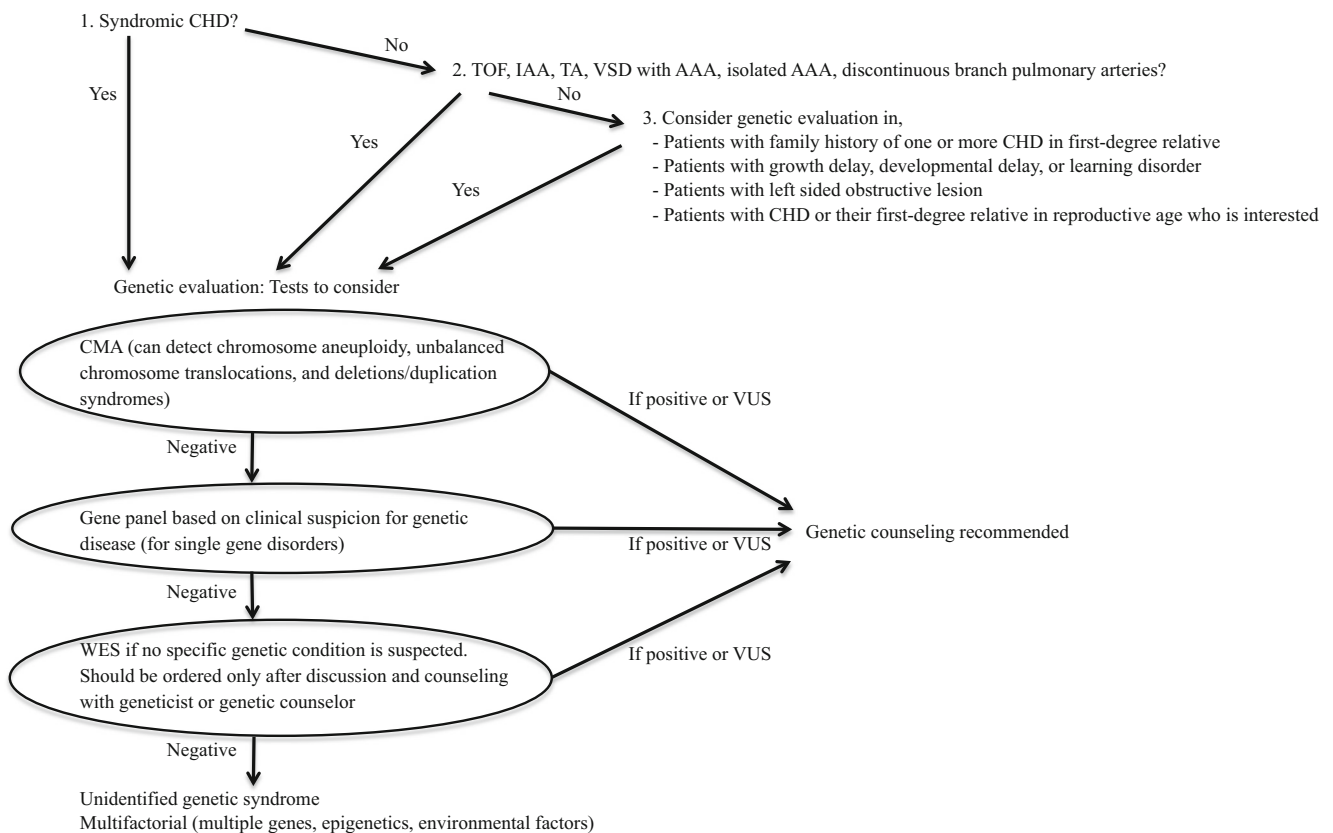 1. Syndromic CHD?
No
2. TOF, IAA, TA, VSD with AAA, isolated AAA, discontinuous branch pulmonary arteries?
Yes
No
3. Consider genetic evaluation in,
- Patients with family history of one or more CHD in first-degree relative
Yes
- Patients with growth delay, developmental delay, or learning disorder
- Patients with left sided obstructive lesion
Yes
- Patients with CHD or their first-degree relative in reproductive age who is interested
Genetic evaluation: Tests to consider
CMA (can detect chromosome aneuploidy, unbalanced
chromosome translocations, and deletions/duplication
syndromes)
If positive or VUS
Negative
Gene panel based on clinical suspicion for genetic
disease (for single gene disorders)
If positive or VUS
Genetic counseling recommended
Negative
WES if no specific genetic condition is suspected.
Should be ordered only after discussion and counseling
with geneticist or genetic counselor
If positive or VUS
Negative
Unidentified genetic syndrome
Multifactorial (multiple genes, epigenetics, environmental factors)